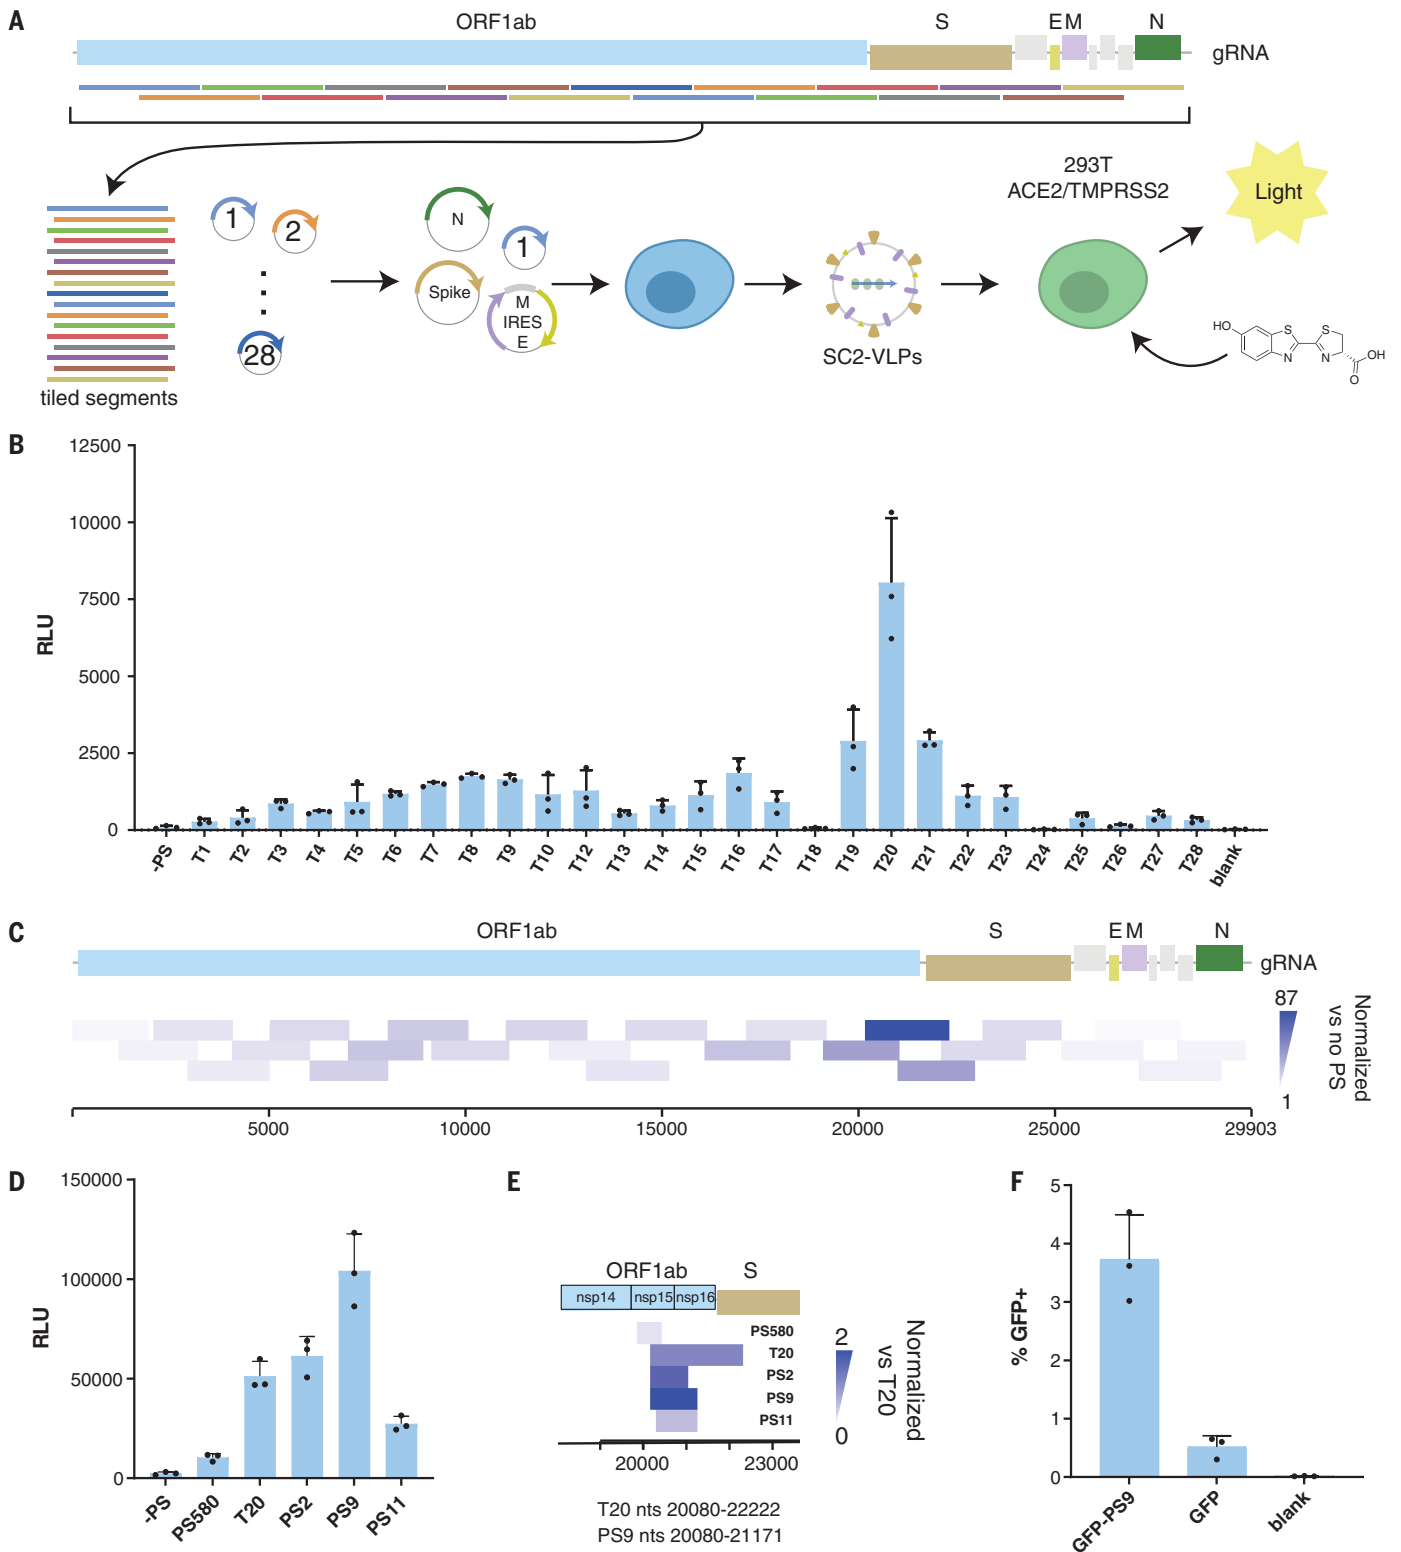 A
ORF1ab
S
E M
N
gRNA
1
2
28
tiled segments
N
1
Spike
M
IRES
E
SC2-VLPs
293T
ACE2/TMPRSS2
Light
HO
S
N
S
N
OH
O
B
RLU
12500
10000
7500
5000
2500
0
-PS
T1
T2
T3
T4
T5
T6
T7
T8
T9
T10
T12
T13
T14
T15
T16
T17
T18
T19
T20
T21
T22
T23
T24
T25
T26
T27
T28
blank
C
ORF1ab
S
E M
N
gRNA
87
1
Normalized
vs no PS
5000
10000
15000
20000
25000
29903
D
RLU
150000
100000
50000
0
-PS
PS580
T20
PS2
PS9
PS11
E
ORF1ab
S
nsp14
nsp15
nsp16
PS580
T20
PS2
PS9
PS11
2
0
Normalized
vs T20
20000
23000
T20 nts 20080-22222
PS9 nts 20080-21171
F
% GFP+
5
4
3
2
1
0
GFP-PS9
GFP
blank